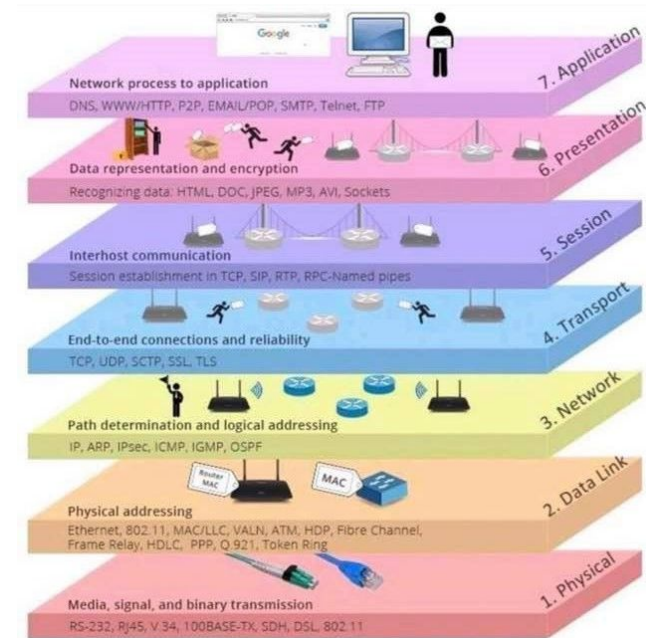 Google
7. Application
Network process to application
DNS, WWW/HTTP, P2P, EMAIL/POP, SMTP, Telnet, FTP
6. Presentation
Data representation and encryption
Recognizing data: HTML, DOC, JPEG, MP3, AVI, Sockets
5. Session
Interhost communication
Session establishment in TCP, SIP, RTP, RPC-Named pipes
4. Transport
End-to-end connections and reliability
TCP, UDP, SCTP, SSL, TLS
3. Network
Path determination and logical addressing
IP, ARP, IPsec, ICMP, IGMP, OSPF
2. Data Link
Router
MAC
MAC
Physical addressing
Ethernet, 802.11, MAC/LLC, VALN, ATM, HDP, Fibre Channel,
Frame Relay, HDLC, PPP, Q.921, Token Ring
1. Physical
Media, signal, and binary transmission
RS-232, RJ45, V.34, 100BASE-TX, SDH, DSL, 802.11